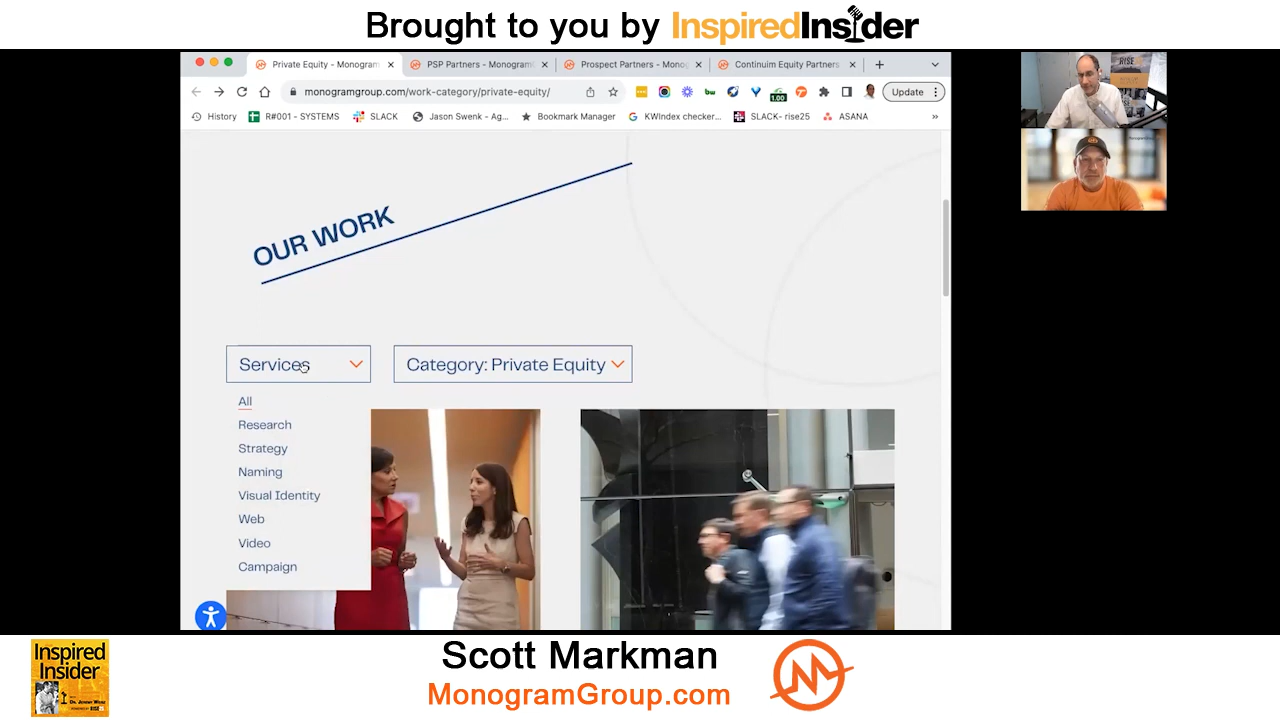 Brought to you by InspiredInsider
Private Equity - Monogram
PSP Partners - Monogram
Prospect Partners - Monog
Continuim Equity Partners
monogramgroup.com/work-category/private-equity/
1.00
Update
History
R#001 - SYSTEMS
SLACK
Jason Swenk - Ag...
Bookmark Manager
KWIndex checker...
SLACK- rise25
ASANA
»
OUR WORK
Services
Category: Private Equity
All
Research
Strategy
Naming
Visual Identity
Web
Video
Campaign
RISE
Inspired
Insider
Scott Markman
MonogramGroup.com